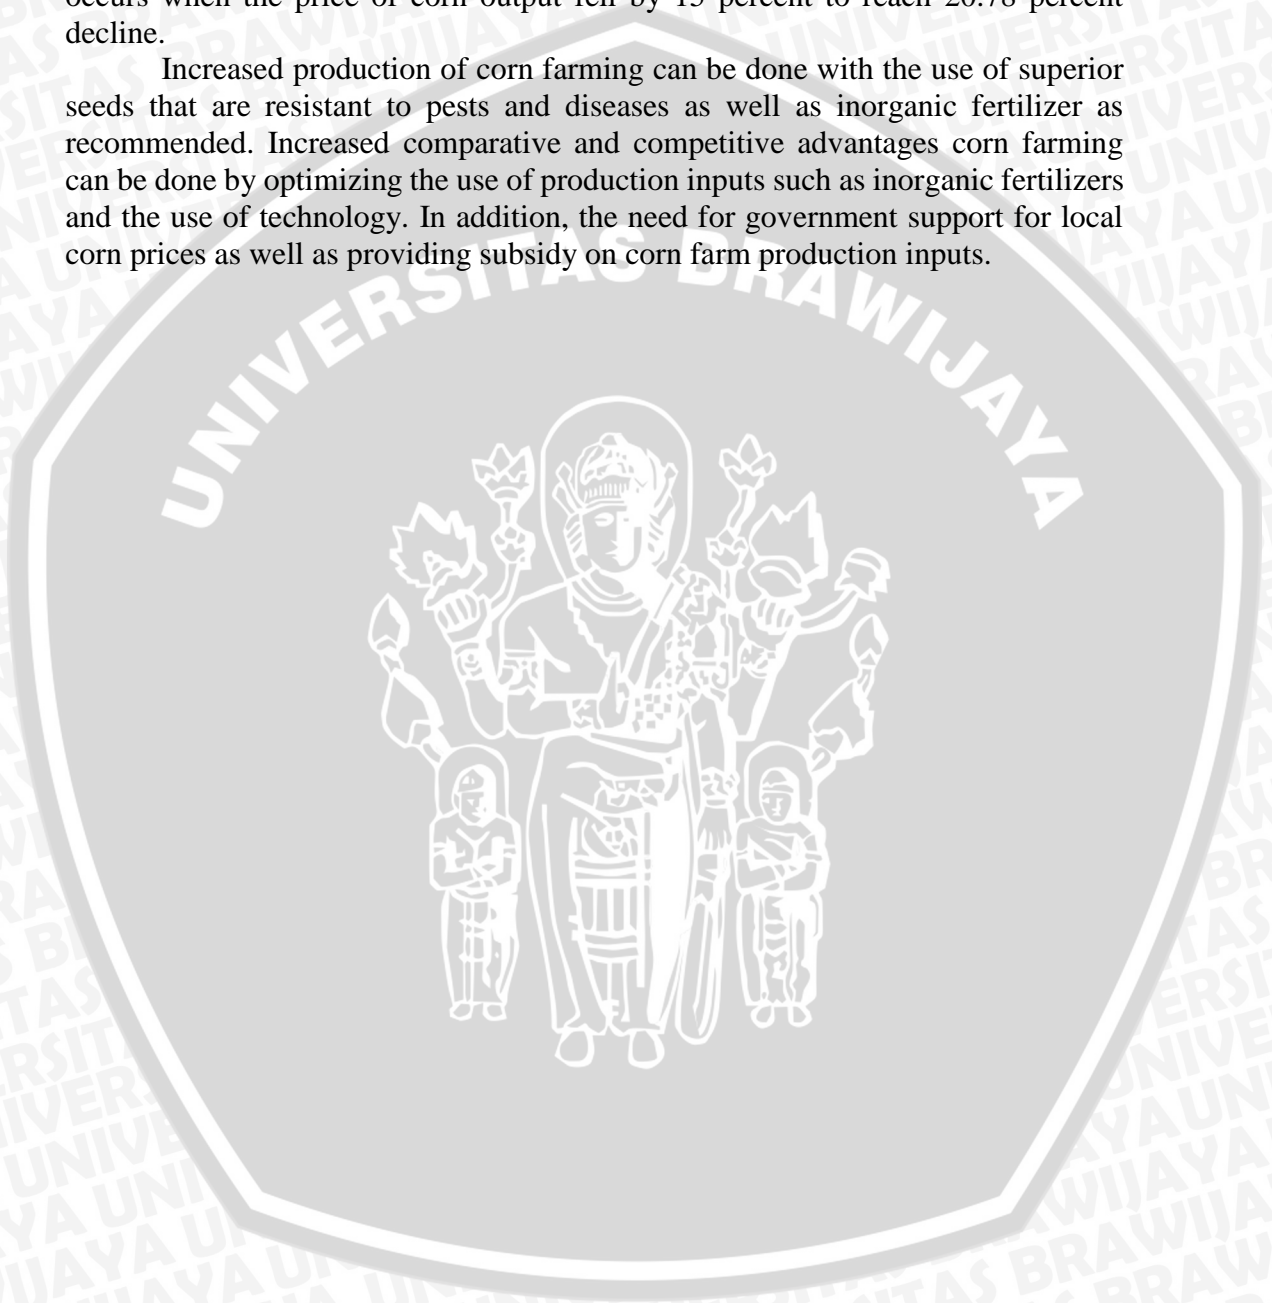 occurs when the price of corn output fell by 15 percent to reach 20.78 percent
decline.
Increased production of corn farming can be done with the use of superior
seeds that are resistant to pests and diseases as well as inorganic fertilizer as
recommended. Increased comparative and competitive advantages corn farming
can be done by optimizing the use of production inputs such as inorganic fertilizers
and the use of technology. In addition, the need for government support for local
corn prices as well as providing subsidy on corn farm production inputs.
UNIVERSITAS BRAWIJAYA